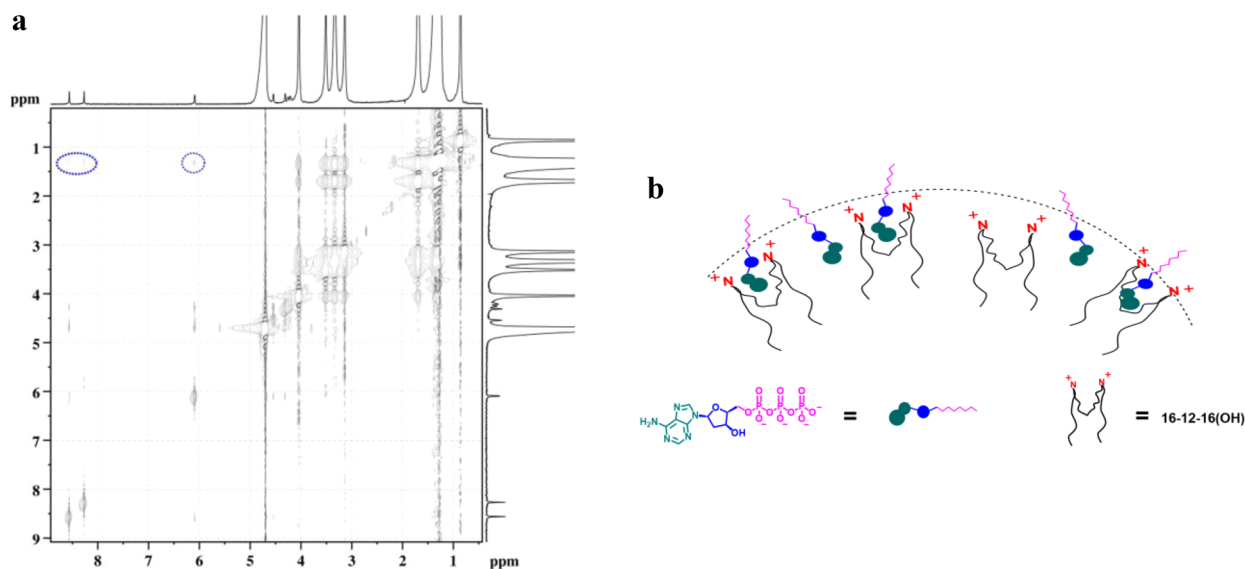 a
ppm
1
2
3
4
5
6
7
8
9
8 7 6 5 4 3 2 1 ppm
b
+ + + +
N N N N
+ + + +
N N N N
O O O
H₂N N N N N O O P O P O P O⁻
O⁻ O⁻ O⁻
OH
=
+ +
N N
= 16-12-16(OH)